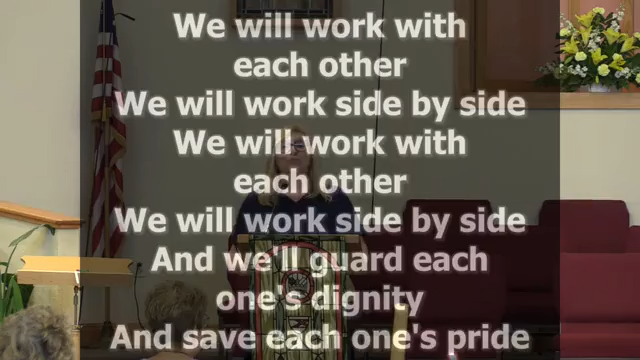 We will work with
each other
We will work side by side
We will work with
each other
We will work side by side
And we'll guard each
one's dignity
And save each one's pride